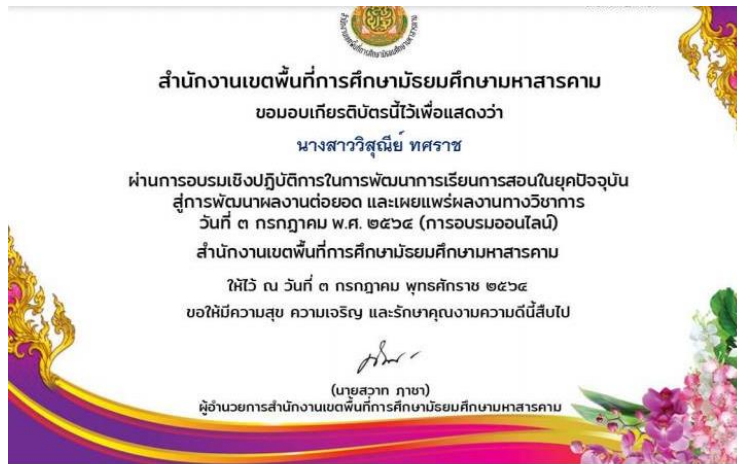 สำนักงานเขตพื้นที่การศึกษามัธยมศึกษามหาสารคาม
ขอมอบเกียรติบัตรนี้ไว้เพื่อแสดงว่า
นางสาววิสุณีย์ ทศราช
ผ่านการอบรมเชิงปฏิบัติการในการพัฒนาการเรียนการสอนในยุคปัจจุบัน
สู่การพัฒนาผลงานต่อยอด และเผยแพร่ผลงานทางวิชาการ
วันที่ ๓ กรกฎาคม พ.ศ. ๒๕๖๔ (การอบรมออนไลน์)
สำนักงานเขตพื้นที่การศึกษามัธยมศึกษามหาสารคาม
ให้ไว้ ณ วันที่ ๓ กรกฎาคม พุทธศักราช ๒๕๖๔
ขอให้มีความสุข ความเจริญ และรักษาคุณงามความดีนี้สืบไป
(นายสวาท ภาชา)
ผู้อำนวยการสำนักงานเขตพื้นที่การศึกษามัธยมศึกษามหาสารคาม